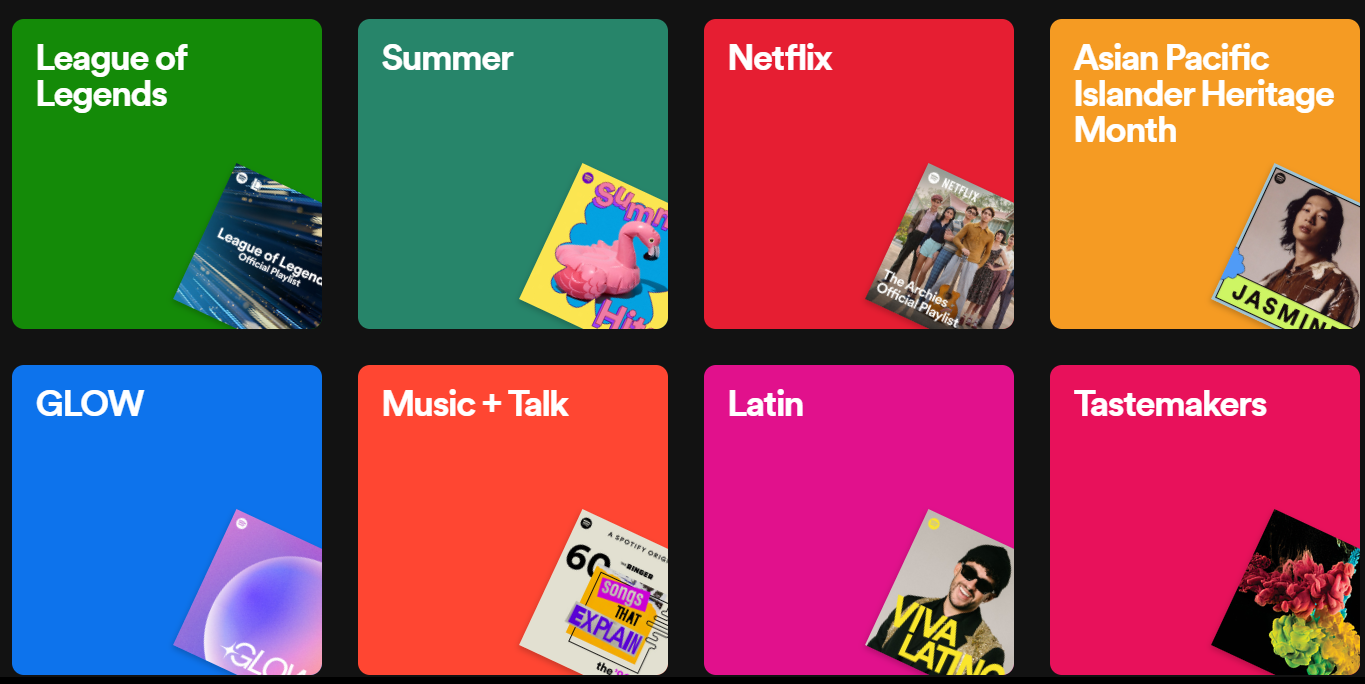 League of
Legends
League of Legend
Official Playlist
Summer
Summ
Hit
Netflix
NETFLIX
The Archies
Official Playlist
Asian Pacific
Islander Heritage
Month
JASMIN
GLOW
GLOW
Music + Talk
A SPOTIFY ORIG
60
THE RINGER
songs
THAT
EXPLAIN
the '9
Latin
VIVA
LATINO
Tastemakers